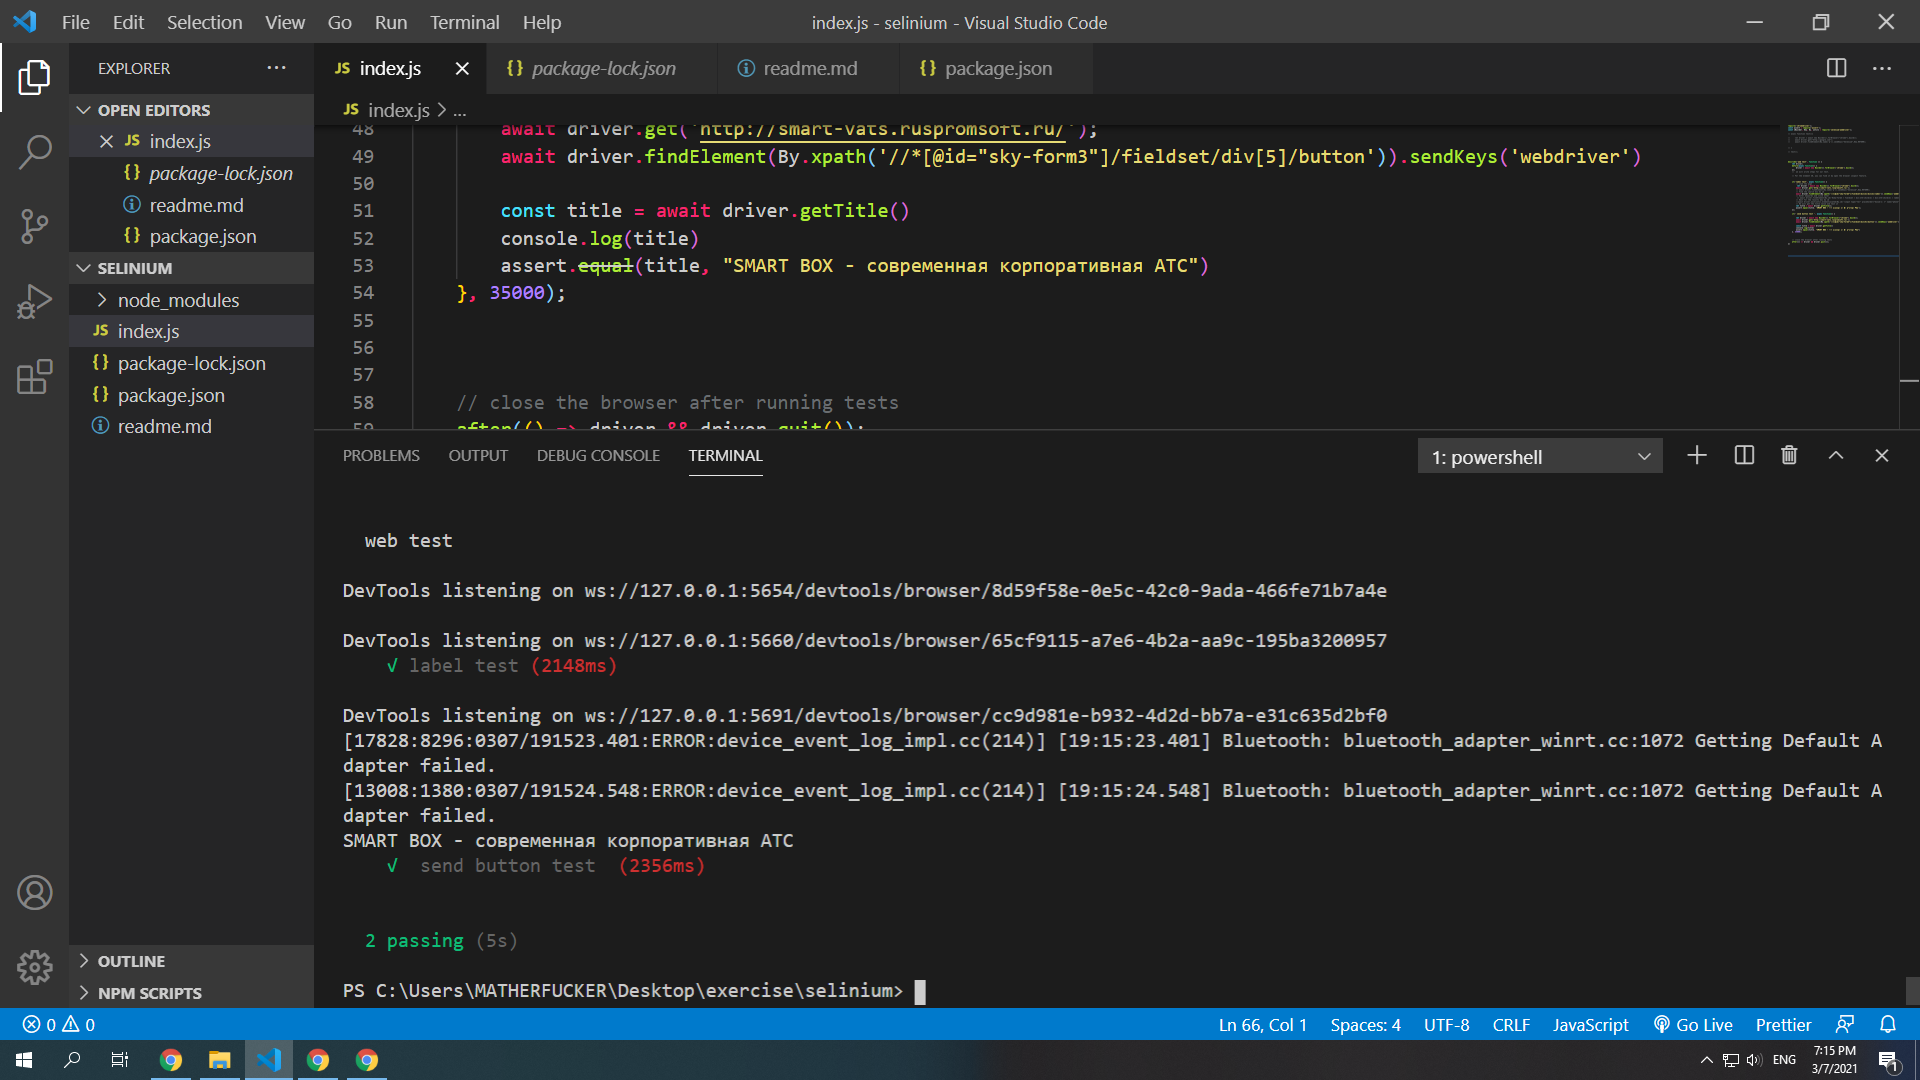 File Edit Selection View Go Run Terminal Help
index.js - selinium - Visual Studio Code
EXPLORER
OPEN EDITORS
index.js
package-lock.json
readme.md
package.json
SELINIUM
node_modules
index.js
package-lock.json
package.json
readme.md
OUTLINE
NPM SCRIPTS
JS index.js {} package-lock.json readme.md {} package.json
JS index.js > ...
48 await driver.get('http://smart-vats.ruspromsoft.ru/');
49 await driver.findElement(By.xpath('//*[@id="sky-form3"]/fieldset/div[5]/button')).sendKeys('webdriver')
50
51 const title = await driver.getTitle()
52 console.log(title)
53 assert.equal(title, "SMART BOX - современная корпоративная АТС")
54 }, 35000);
55
56
57
58 // close the browser after running tests
59 after(() => driver && driver.quit());
PROBLEMS OUTPUT DEBUG CONSOLE TERMINAL
1: powershell
web test
DevTools listening on ws://127.0.0.1:5654/devtools/browser/8d59f58e-0e5c-42c0-9ada-466fe71b7a4e
DevTools listening on ws://127.0.0.1:5660/devtools/browser/65cf9115-a7e6-4b2a-aa9c-195ba3200957
√ label test (2148ms)
DevTools listening on ws://127.0.0.1:5691/devtools/browser/cc9d981e-b932-4d2d-bb7a-e31c635d2bf0
[17828:8296:0307/191523.401:ERROR:device_event_log_impl.cc(214)] [19:15:23.401] Bluetooth: bluetooth_adapter_winrt.cc:1072 Getting Default A
dapter failed.
[13008:1380:0307/191524.548:ERROR:device_event_log_impl.cc(214)] [19:15:24.548] Bluetooth: bluetooth_adapter_winrt.cc:1072 Getting Default A
dapter failed.
SMART BOX - современная корпоративная АТС
√ send button test (2356ms)
2 passing (5s)
PS C:\Users\MATHERFUCKER\Desktop\exercise\selinium>
0 0
Ln 66, Col 1 Spaces: 4 UTF-8 CRLF JavaScript Go Live Prettier
ENG
7:15 PM
3/7/2021
1